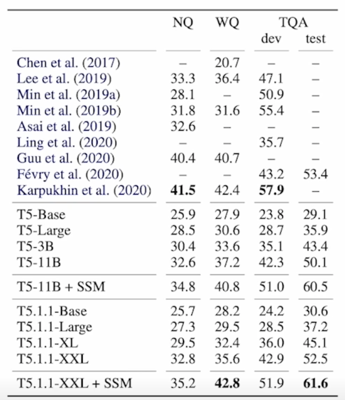 NQ WQ TQA
dev test
Chen et al. (2017) – 20.7 – –
Lee et al. (2019) 33.3 36.4 47.1 –
Min et al. (2019a) 28.1 – 50.9 –
Min et al. (2019b) 31.8 31.6 55.4 –
Asai et al. (2019) 32.6 – – –
Ling et al. (2020) – – 35.7 –
Guu et al. (2020) 40.4 40.7 – –
Févry et al. (2020) – – 43.2 53.4
Karpukhin et al. (2020) 41.5 42.4 57.9 –
T5-Base 25.9 27.9 23.8 29.1
T5-Large 28.5 30.6 28.7 35.9
T5-3B 30.4 33.6 35.1 43.4
T5-11B 32.6 37.2 42.3 50.1
T5-11B + SSM 34.8 40.8 51.0 60.5
T5.1.1-Base 25.7 28.2 24.2 30.6
T5.1.1-Large 27.3 29.5 28.5 37.2
T5.1.1-XL 29.5 32.4 36.0 45.1
T5.1.1-XXL 32.8 35.6 42.9 52.5
T5.1.1-XXL + SSM 35.2 42.8 51.9 61.6